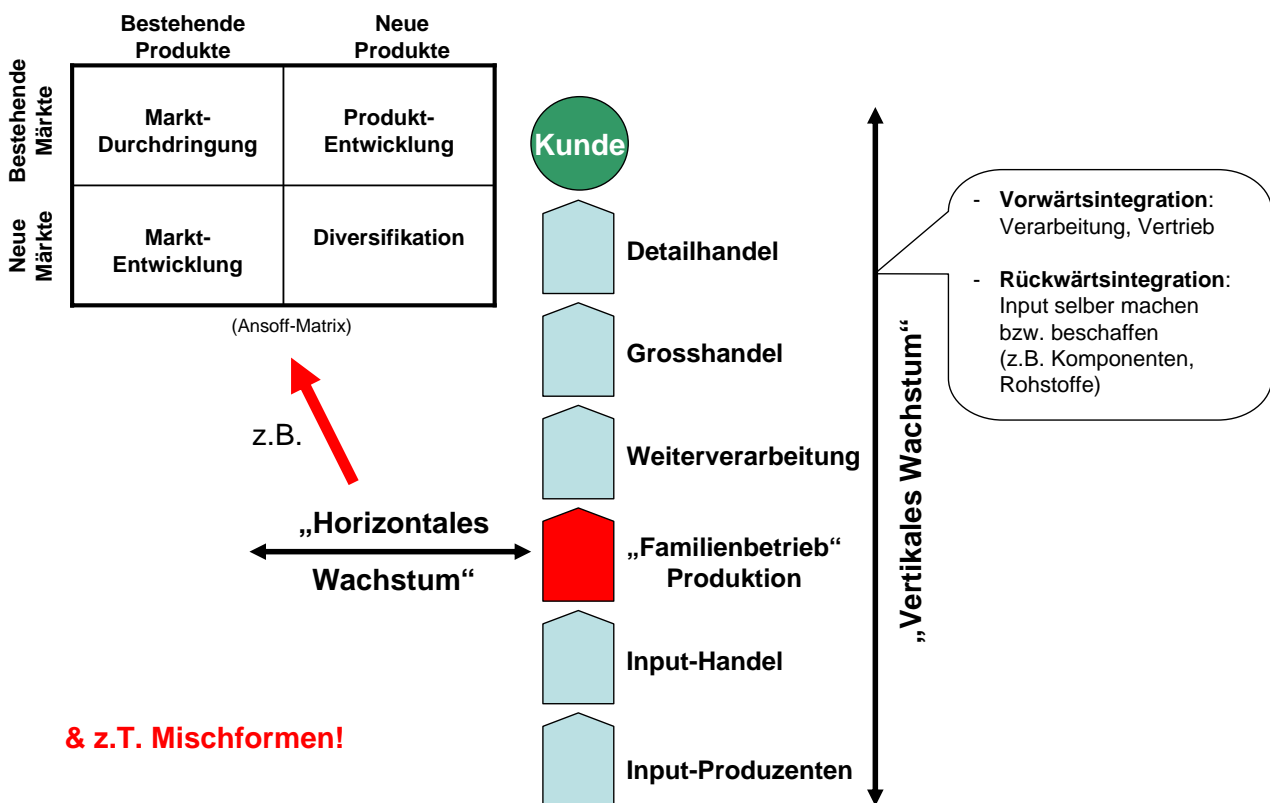 Bestehende
Produkte
Neue
Produkte
Bestehende
Märkte
Neue
Märkte
Markt-
Durchdringung
Produkt-
Entwicklung
Markt-
Entwicklung
Diversifikation
(Ansoff-Matrix)
z.B.
„Horizontales
Wachstum“
& z.T. Mischformen!
Kunde
Detailhandel
Grosshandel
Weiterverarbeitung
„Familienbetrieb“
Produktion
Input-Handel
Input-Produzenten
„Vertikales Wachstum“
- Vorwärtsintegration:
Verarbeitung, Vertrieb
- Rückwärtsintegration:
Input selber machen
bzw. beschaffen
(z.B. Komponenten,
Rohstoffe)